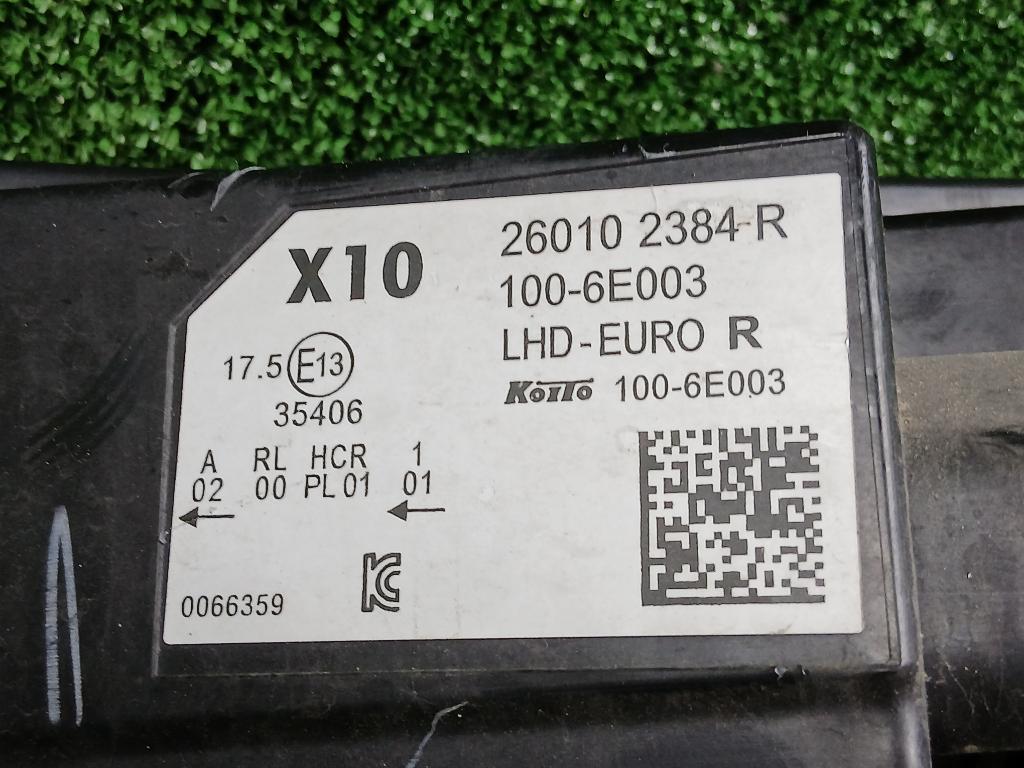 X10
26010 2384-R
100-6E003
LHD-EURO R
KOITO 100-6E003
17.5 E13
35406
A RL HCR 1
02 00 PL 01 01
0066359
KC